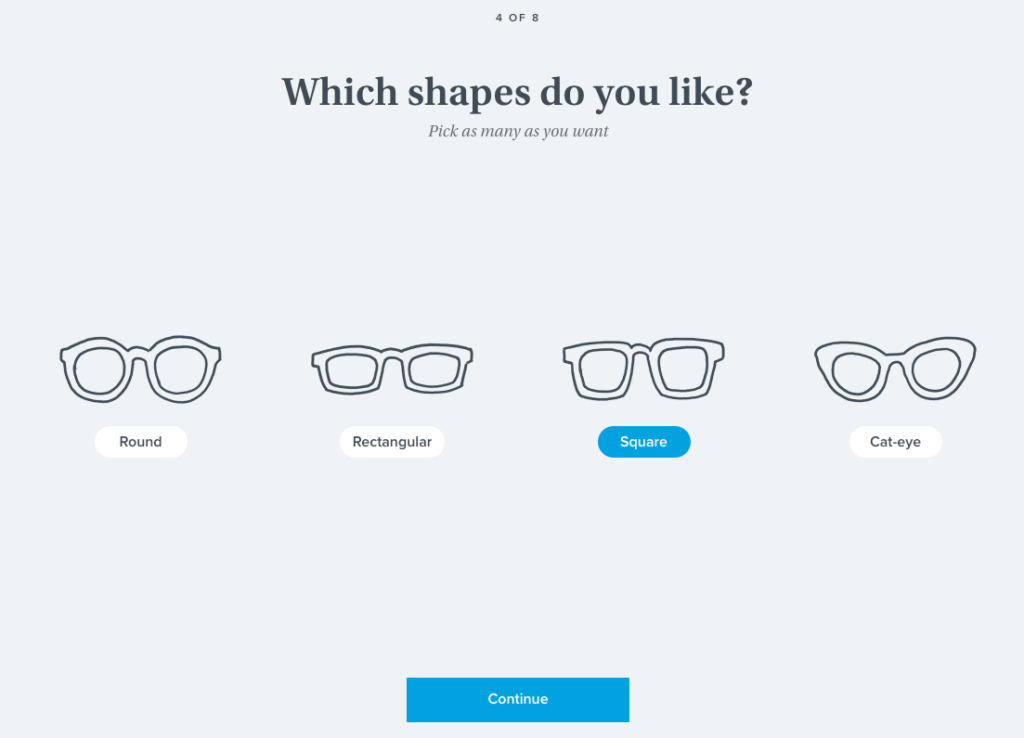 4 OF 8
Which shapes do you like?
Pick as many as you want
Round
Rectangular
Square
Cat-eye
Continue